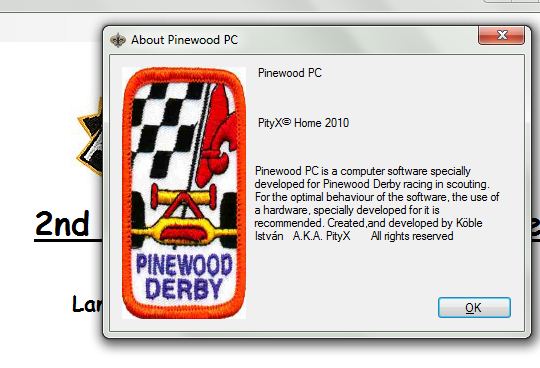 About Pinewood PC
Pinewood PC
PityX® Home 2010
Pinewood PC is a computer software specially
developed for Pinewood Derby racing in scouting.
For the optimal behaviour of the software, the use of
a hardware, specially developed for it is
recommended. Created,and developed by Köble
István A.K.A. PityX All rights reserved
PINEWOOD
DERBY
OK
2nd